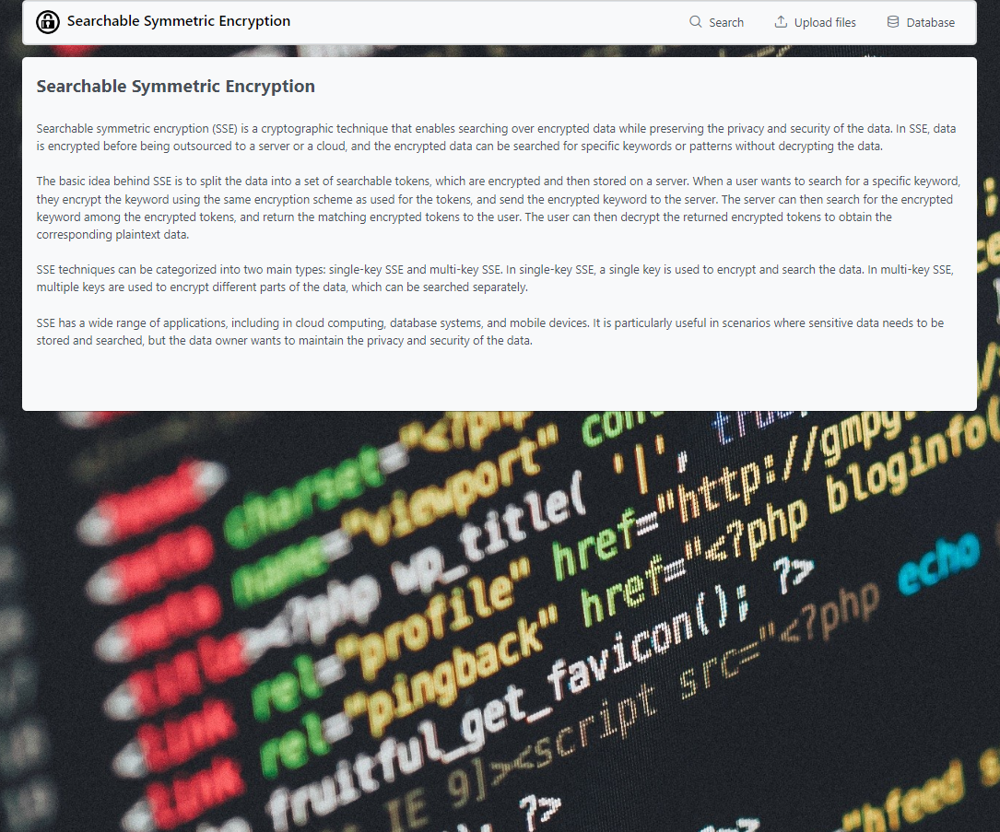 Searchable Symmetric Encryption
Search
Upload files
Database
Searchable Symmetric Encryption
Searchable symmetric encryption (SSE) is a cryptographic technique that enables searching over encrypted data while preserving the privacy and security of the data. In SSE, data
is encrypted before being outsourced to a server or a cloud, and the encrypted data can be searched for specific keywords or patterns without decrypting the data.
The basic idea behind SSE is to split the data into a set of searchable tokens, which are encrypted and then stored on a server. When a user wants to search for a specific keyword,
they encrypt the keyword using the same encryption scheme as used for the tokens, and send the encrypted keyword to the server. The server can then search for the encrypted
keyword among the encrypted tokens, and return the matching encrypted tokens to the user. The user can then decrypt the returned encrypted tokens to obtain the
corresponding plaintext data.
SSE techniques can be categorized into two main types: single-key SSE and multi-key SSE. In single-key SSE, a single key is used to encrypt and search the data. In multi-key SSE,
multiple keys are used to encrypt different parts of the data, which can be searched separately.
SSE has a wide range of applications, including in cloud computing, database systems, and mobile devices. It is particularly useful in scenarios where sensitive data needs to be
stored and searched, but the data owner wants to maintain the privacy and security of the data.
charset="<?php
name="viewport" con
<?php wp_title( '|', true,
rel="profile" href="http://gmpg.
rel="pingback" href="<?php bloginfo(
fruitful_get_favicon(); ?>
IE 9]><script src="<?php echo
?>
"hfeed s